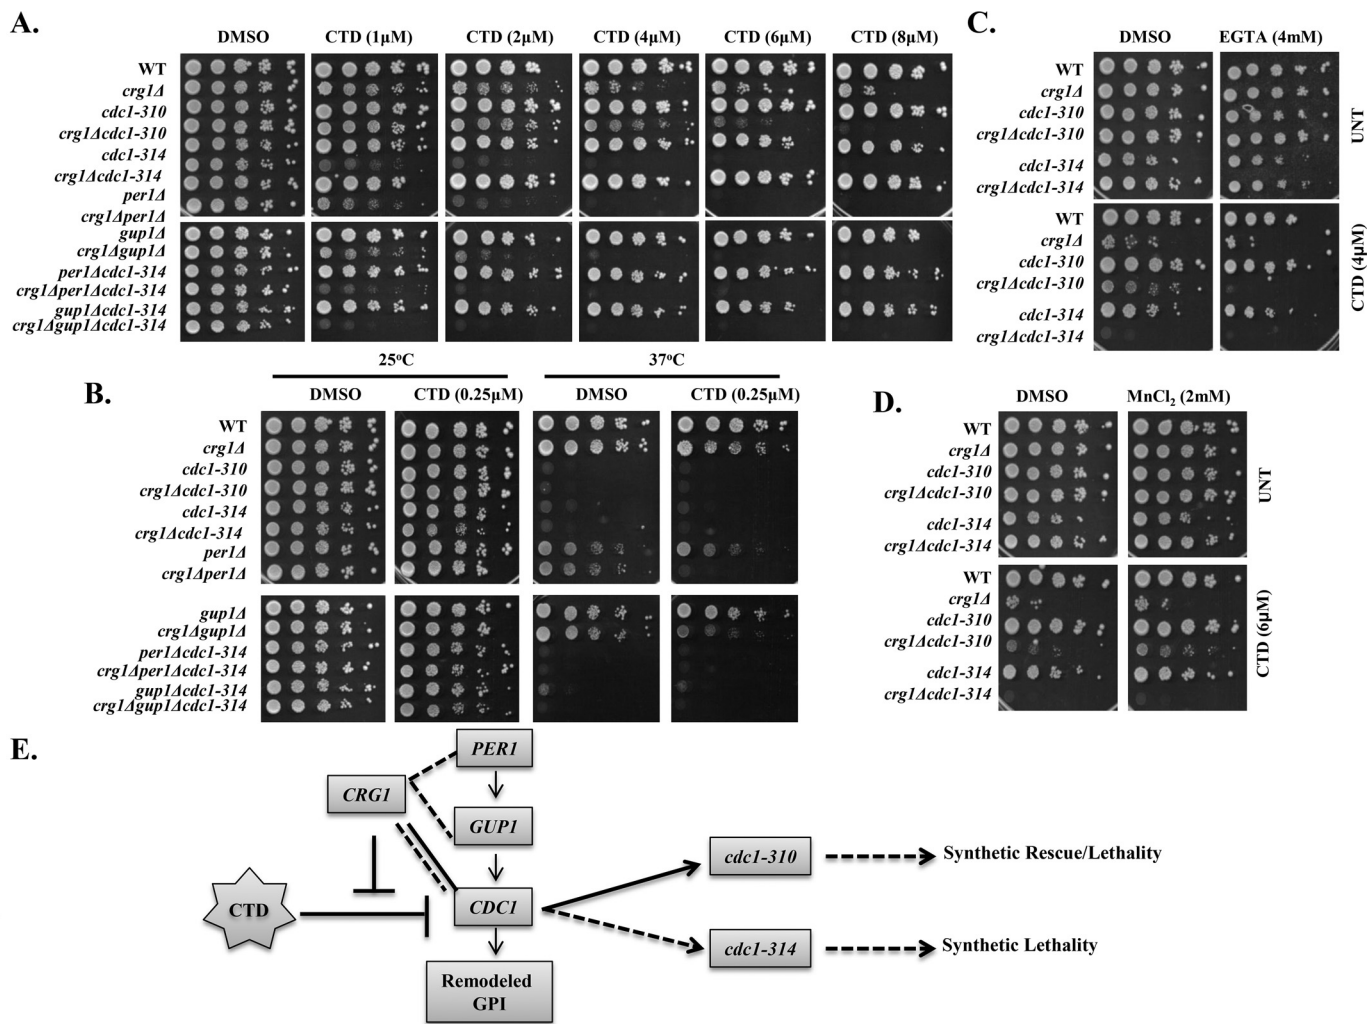 A.
DMSO CTD (1μM) CTD (2μM) CTD (4μM) CTD (6μM) CTD (8μM)
WT
crg1Δ
cdc1-310
crg1Δcdc1-310
cdc1-314
crg1Δcdc1-314
per1Δ
crg1Δper1Δ
gup1Δ
crg1Δgup1Δ
per1Δcdc1-314
crg1Δper1Δcdc1-314
gup1Δcdc1-314
crg1Δgup1Δcdc1-314
C.
DMSO EGTA (4mM)
WT
crg1Δ
cdc1-310
crg1Δcdc1-310
cdc1-314
crg1Δcdc1-314
UNT
WT
crg1Δ
cdc1-310
crg1Δcdc1-310
cdc1-314
crg1Δcdc1-314
CTD (4μM)
B.
25°C 37°C
DMSO CTD (0.25μM) DMSO CTD (0.25μM)
WT
crg1Δ
cdc1-310
crg1Δcdc1-310
cdc1-314
crg1Δcdc1-314
per1Δ
crg1Δper1Δ
gup1Δ
crg1Δgup1Δ
per1Δcdc1-314
crg1Δper1Δcdc1-314
gup1Δcdc1-314
crg1Δgup1Δcdc1-314
D.
DMSO MnCl₂ (2mM)
WT
crg1Δ
cdc1-310
crg1Δcdc1-310
cdc1-314
crg1Δcdc1-314
UNT
WT
crg1Δ
cdc1-310
crg1Δcdc1-310
cdc1-314
crg1Δcdc1-314
CTD (6μM)
E.
PER1
CRG1
GUP1
CTD
CDC1
Remodeled
GPI
cdc1-310
Synthetic Rescue/Lethality
cdc1-314
Synthetic Lethality